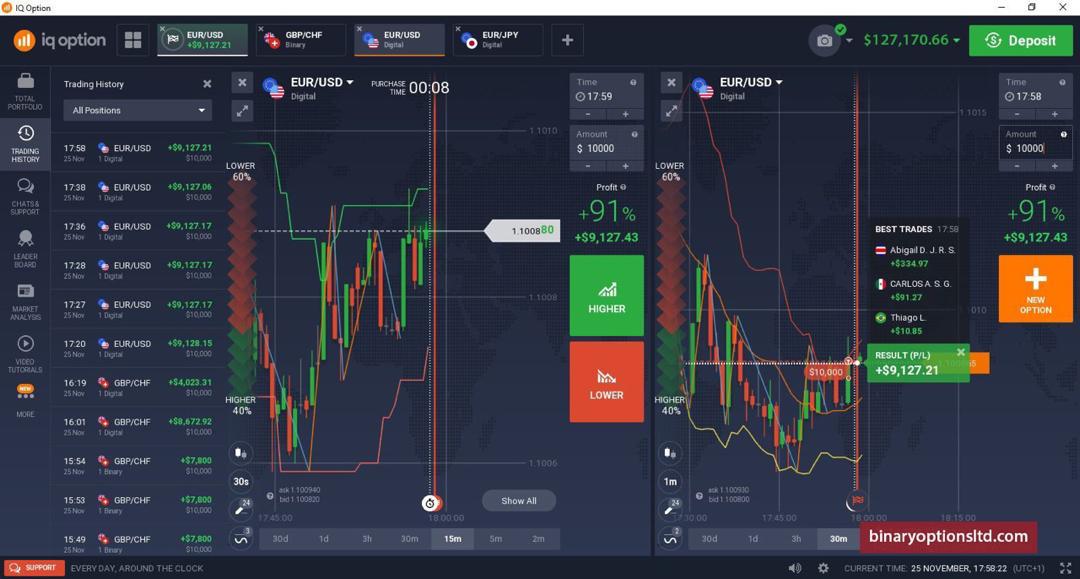 IQ Option
iq option
EUR/USD
+$9,127.21
GBP/CHF
Binary
EUR/USD
Digital
EUR/JPY
Digital
$127,170.66
Deposit
TOTAL
PORTFOLIO
TRADING
HISTORY
CHATS &
SUPPORT
LEADER
BOARD
MARKET
ANALYSIS
VIDEO
TUTORIALS
NEW
MORE
Trading History
All Positions
17:58 EUR/USD +$9,127.21
25 Nov 1 Digital $10,000
17:38 EUR/USD +$9,127.06
25 Nov 1 Digital $10,000
17:36 EUR/USD +$9,127.17
25 Nov 1 Digital $10,000
17:28 EUR/USD +$9,127.17
25 Nov 1 Digital $10,000
17:27 EUR/USD +$9,127.17
25 Nov 1 Digital $10,000
17:20 EUR/USD +$9,128.15
25 Nov 1 Digital $10,000
16:19 GBP/CHF +$4,023.31
25 Nov 1 Digital $10,000
16:01 GBP/CHF +$8,672.92
25 Nov 1 Digital $10,000
15:54 GBP/CHF +$7,800
25 Nov 1 Binary $10,000
15:53 GBP/CHF +$7,800
25 Nov 1 Binary $10,000
15:49 GBP/CHF +$7,800
25 Nov 1 Binary $10,000
EUR/USD
Digital
PURCHASE
TIME 00:08
1.1010
LOWER
60%
1.100880
1.1008
HIGHER
40%
1.1006
30s
24
3
ask 1.100940
bid 1.100820
Show All
17:45:00 18:00:00
30d 1d 3h 30m 15m 5m 2m
Time
17:59
- +
Amount
$ 10000
- +
Profit
+91%
+$9,127.43
HIGHER
LOWER
EUR/USD
Digital
1.1015
LOWER
60%
BEST TRADES 17:58
Abigail D. J. R. S.
+$334.97
CARLOS A. S. G.
+$91.27
Thiago L.
+$10.85
RESULT (P/L)
+$9,127.21
$10,000
HIGHER
40%
1m
24
2
ask 1.100930
bid 1.100800
17:30:00 17:45:00 18:00:00 18:15:00
30d 1d 3h 30m
Time
17:58
- +
Amount
$ 10000
- +
Profit
+91%
+$9,127.43
NEW
OPTION
binaryoptionsltd.com
SUPPORT
EVERY DAY, AROUND THE CLOCK
CURRENT TIME: 25 NOVEMBER, 17:58:22 (UTC+1)